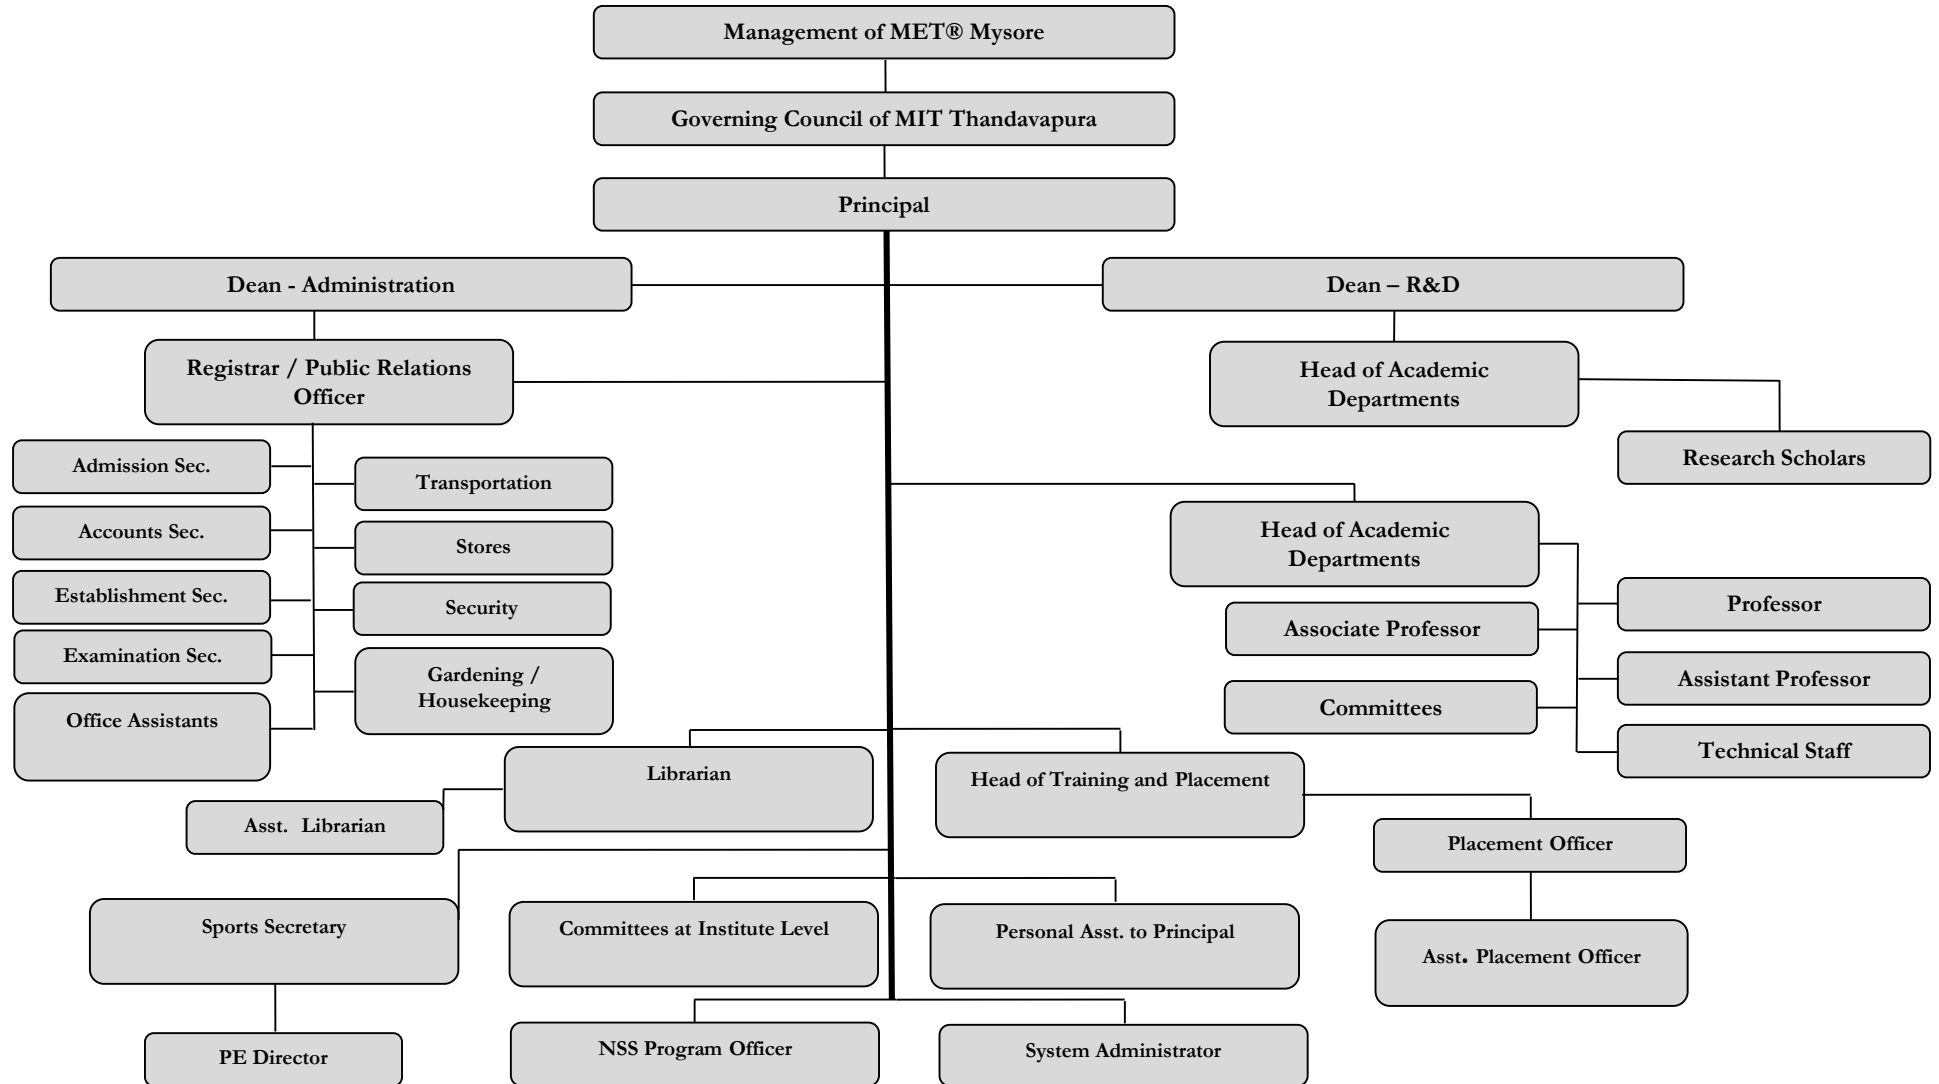 Management of MET® Mysore
Governing Council of MIT Thandavapura
Principal
Dean - Administration
Dean – R&D
Registrar / Public Relations
Officer
Head of Academic
Departments
Research Scholars
Admission Sec.
Transportation
Accounts Sec.
Stores
Establishment Sec.
Security
Examination Sec.
Gardening /
Housekeeping
Office Assistants
Head of Academic
Departments
Professor
Associate Professor
Assistant Professor
Committees
Technical Staff
Librarian
Head of Training and Placement
Asst. Librarian
Placement Officer
Sports Secretary
Committees at Institute Level
Personal Asst. to Principal
Asst. Placement Officer
PE Director
NSS Program Officer
System Administrator